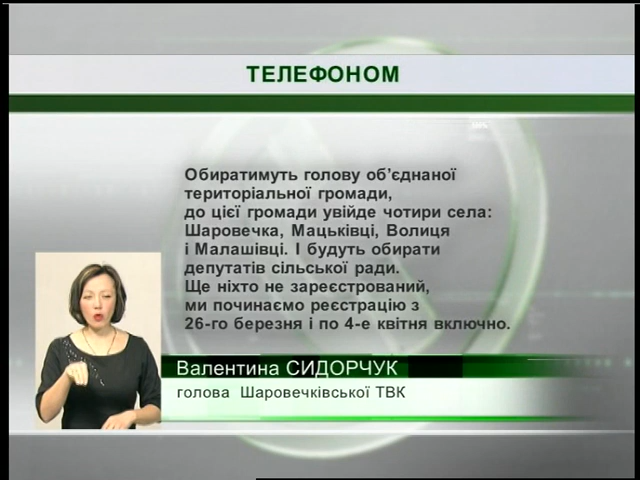 ТЕЛЕФОНОМ
Обиратимуть голову об’єднаної
територіальної громади,
до цієї громади увійде чотири села:
Шаровечка, Мацьківці, Волиця
і Малашівці. І будуть обирати
депутатів сільської ради.
Ще ніхто не зареєстрований,
ми починаємо реєстрацію з
26-го березня і по 4-е квітня включно.
Валентина СИДОРЧУК
голова Шаровечківської ТВК